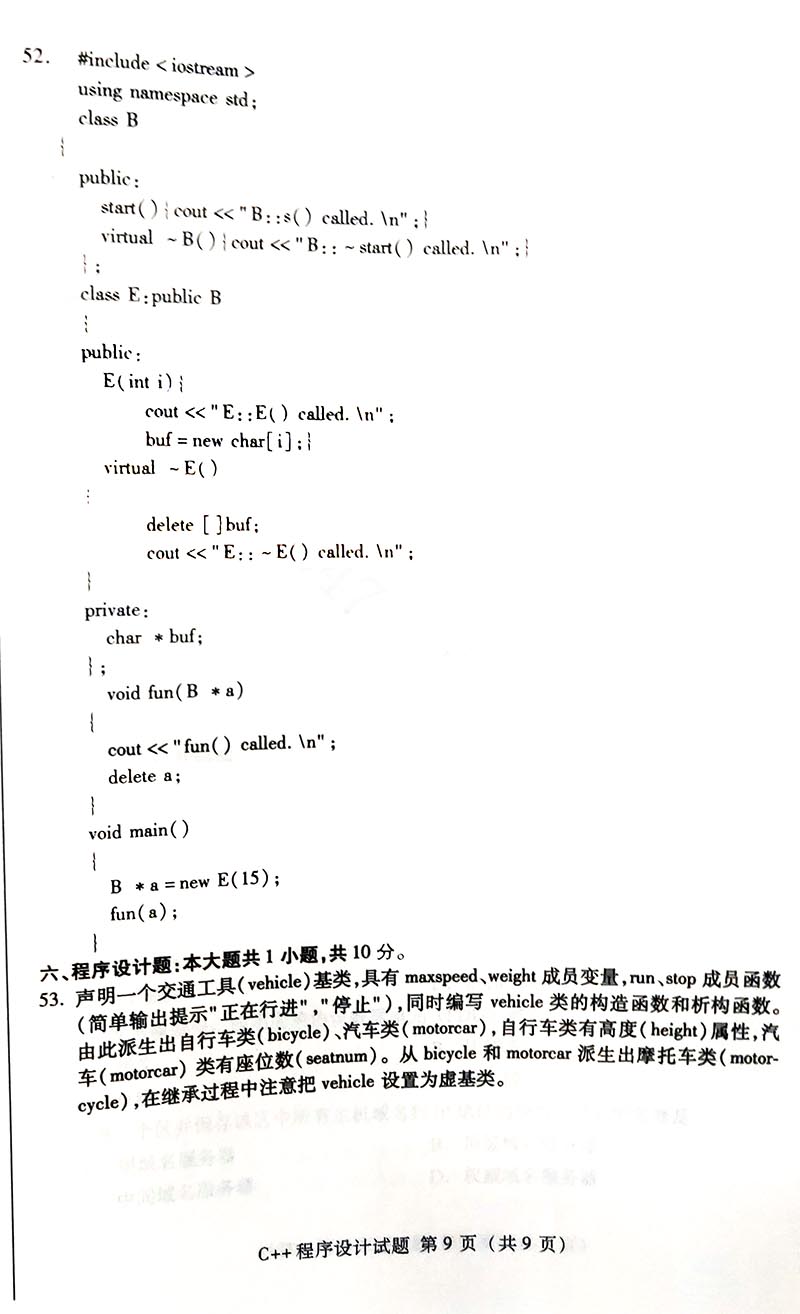 52. #include < iostream >
using namespace std;
class B
{
public:
start( ) { cout << "B::s( ) called. \n" ; }
virtual ~ B( ) { cout << "B:: ~ start( ) called. \n" ; }
} ;
class E:public B
{
public:
E( int i) {
cout << "E::E( ) called. \n" ;
buf = new char[ i] ; }
virtual ~ E( )
{
delete [ ]buf;
cout << "E:: ~ E( ) called. \n" ;
}
private:
char * buf;
} ;
void fun( B * a)
{
cout << "fun( ) called. \n" ;
delete a;
}
void main( )
{
B * a = new E(15) ;
fun( a) ;
}
六、程序设计题:本大题共 1 小题,共 10 分。
53. 声明一个交通工具(vehicle)基类,具有 maxspeed、weight 成员变量,run、stop 成员函数
(简单输出提示"正在行进","停止"),同时编写 vehicle 类的构造函数和析构函数。
由此派生出自行车类(bicycle)、汽车类(motorcar),自行车类有高度(height)属性,汽
车(motorcar) 类有座位数(seatnum)。从 bicycle 和 motorcar 派生出摩托车类(motor-
cycle),在继承过程中注意把 vehicle 设置为虚基类。
C++ 程序设计试题 第 9 页 (共 9 页)